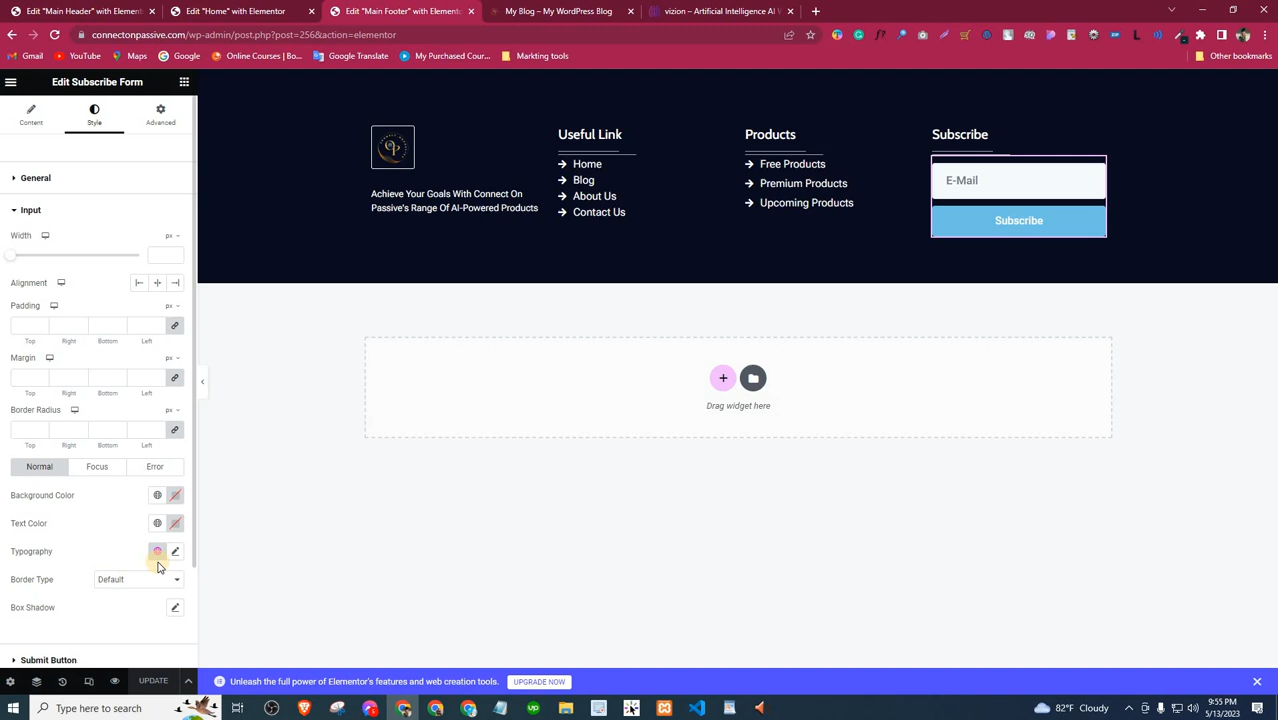 Edit "Main Header" with Elemento
Edit "Home" with Elementor
Edit "Main Footer" with Elemento
My Blog – My WordPress Blog
vizion – Artificial Intelligence AI W
connectonpassive.com/wp-admin/post.php?post=256&action=elementor
Gmail
YouTube
Maps
Google
Online Courses | Bo...
Google Translate
My Purchased Cour...
Markting tools
Other bookmarks
Edit Subscribe Form
Content
Style
Advanced
General
Input
Width
px
Alignment
Padding
px
Top Right Bottom Left
Margin
px
Top Right Bottom Left
Border Radius
px
Top Right Bottom Left
Normal Focus Error
Background Color
Text Color
Typography
Border Type
Default
Box Shadow
Submit Button
UPDATE
Achieve Your Goals With Connect On
Passive's Range Of AI-Powered Products
Useful Link
Home
Blog
About Us
Contact Us
Products
Free Products
Premium Products
Upcoming Products
Subscribe
E-Mail
Subscribe
Drag widget here
Unleash the full power of Elementor's features and web creation tools.
UPGRADE NOW
Type here to search
82°F Cloudy
9:55 PM
5/13/2023